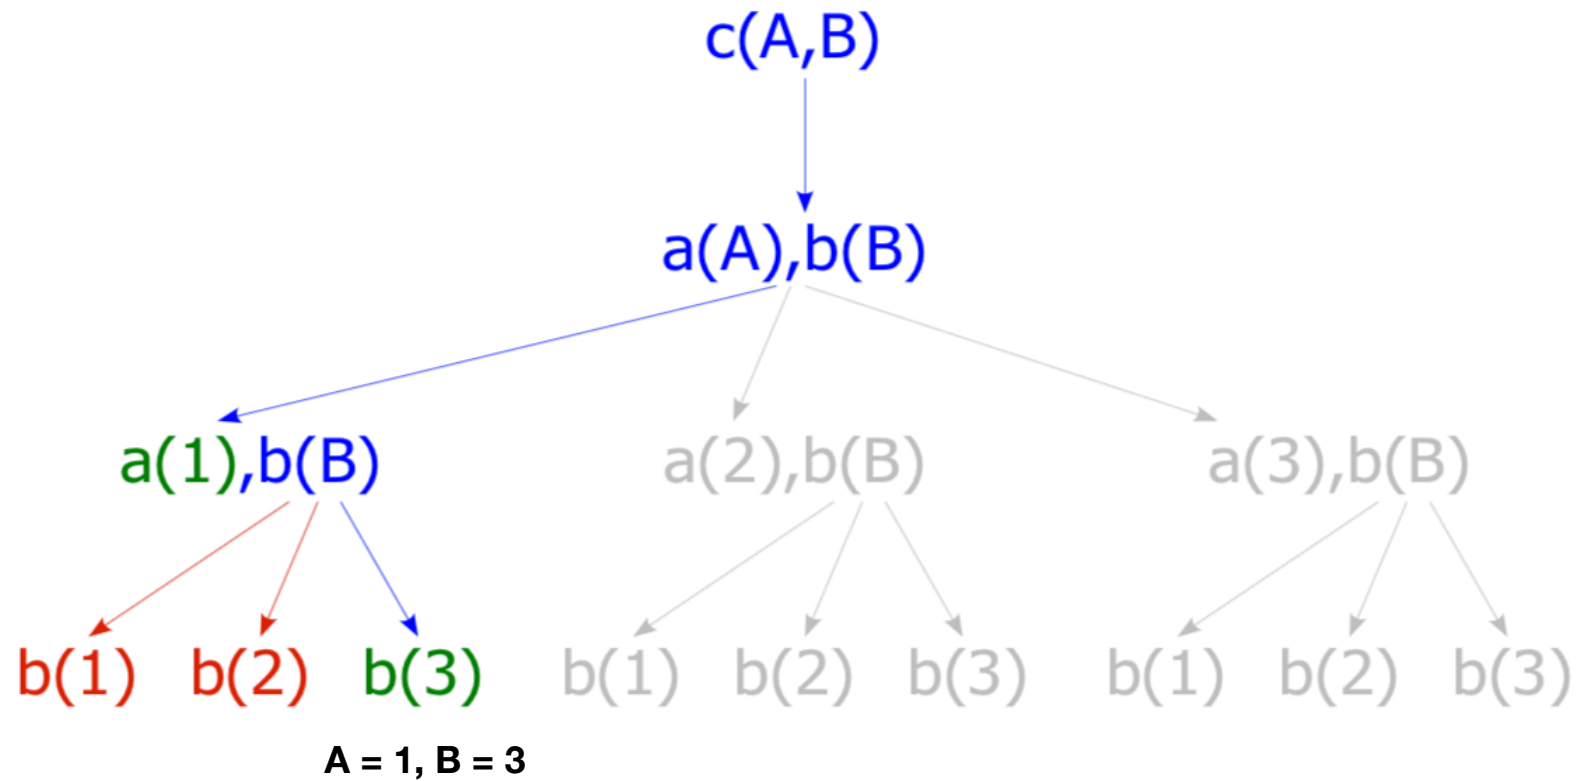 c(A,B)
a(A),b(B)
a(1),b(B)
a(2),b(B)
a(3),b(B)
b(1)
b(2)
b(3)
b(1)
b(2)
b(3)
b(1)
b(2)
b(3)
A = 1, B = 3